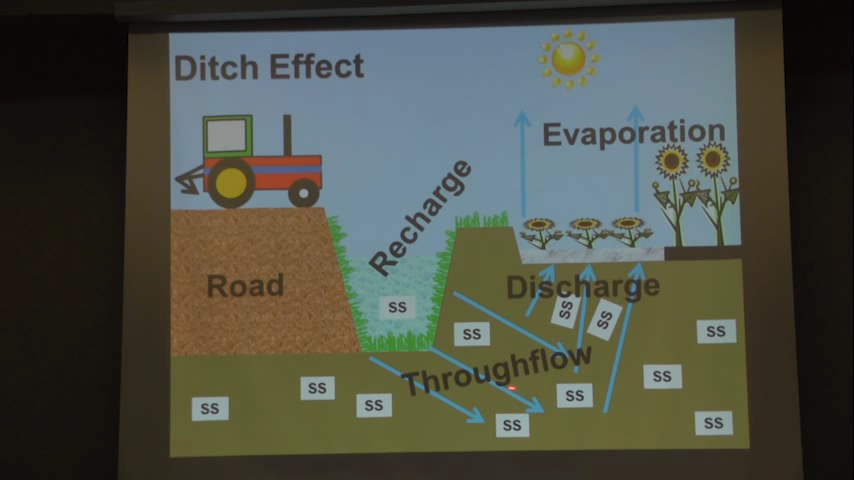 Ditch Effect
Evaporation
Recharge
Road
Discharge
SS
SS
SS
SS
SS
Throughflow
SS
SS
SS
SS
SS
SS
SS